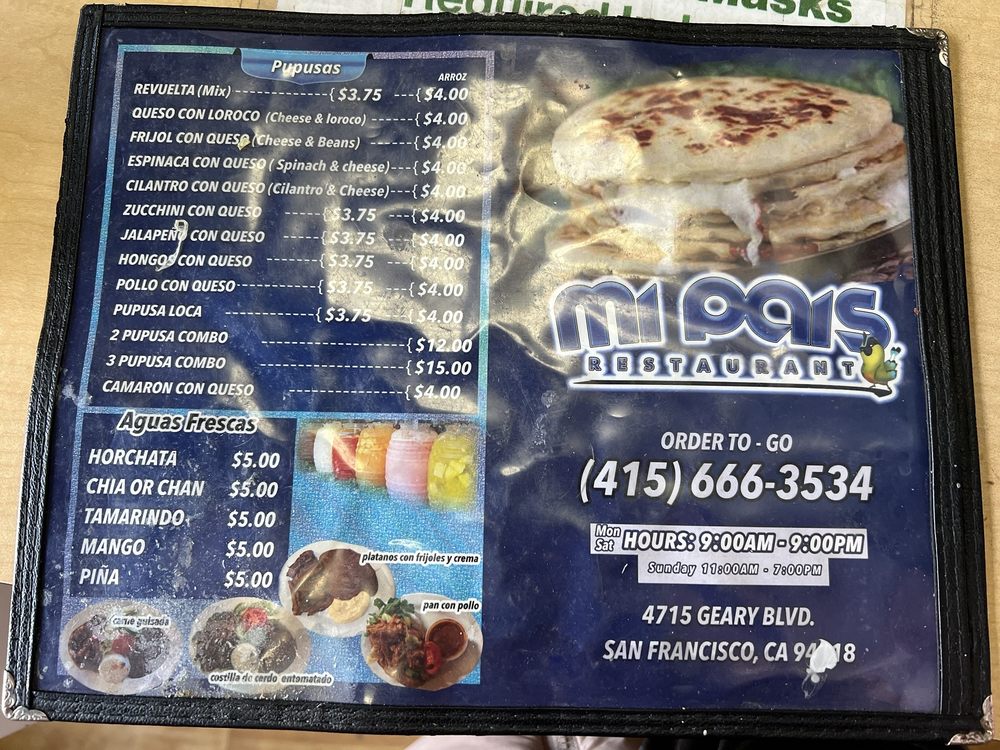 Masks
Required
Pupusas
ARROZ
REVUELTA (Mix) ---------------- { $3.75 --- { $4.00
QUESO CON LOROCO (Cheese & loroco) ------- { $4.00
FRIJOL CON QUESO (Cheese & Beans) ------- { $4.00
ESPINACA CON QUESO ( Spinach & cheese)--- { $4.00
CILANTRO CON QUESO (Cilantro & Cheese)---{ $4.00
ZUCCHINI CON QUESO ------ { $3.75 ---{ $4.00
JALAPEÑO CON QUESO ------ { $3.75 ---{ $4.00
HONGOS CON QUESO ------ { $3.75 ---{ $4.00
POLLO CON QUESO--------------- { $3.75 ---{ $4.00
PUPUSA LOCA ---------------- { $3.75 ---{ $4.00
2 PUPUSA COMBO ------------------------- { $12.00
3 PUPUSA COMBO ------------------------- { $15.00
CAMARON CON QUESO -------------------- { $4.00
Aguas Frescas
HORCHATA $5.00
CHIA OR CHAN $5.00
TAMARINDO $5.00
MANGO $5.00
PIÑA $5.00
platanos con frijoles y crema
pan con pollo
carne guisada
costilla de cerdo entomatado
MI PAIS
RESTAURANT
ORDER TO - GO
(415) 666-3534
Mon
Sat HOURS: 9:00AM - 9:00PM
Sunday 11:00AM - 7:00PM
4715 GEARY BLVD.
SAN FRANCISCO, CA 94 18